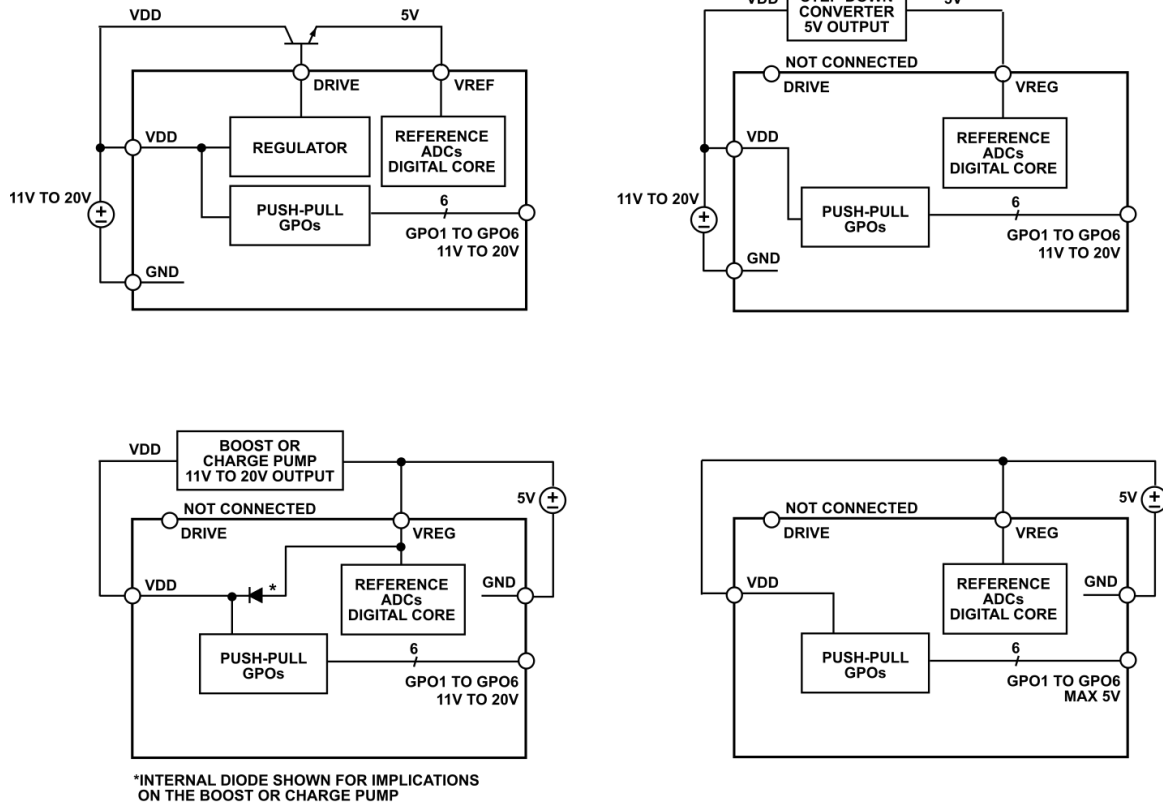 VDD
5V
DRIVE
VREF
VDD
REGULATOR
REFERENCE
ADCs
DIGITAL CORE
11V TO 20V
PUSH-PULL
GPOs
6
GPO1 TO GPO6
11V TO 20V
GND
VDD
STEP-DOWN
CONVERTER
5V OUTPUT
5V
NOT CONNECTED
DRIVE
VREG
VDD
REFERENCE
ADCs
DIGITAL CORE
11V TO 20V
PUSH-PULL
GPOs
6
GPO1 TO GPO6
11V TO 20V
GND
VDD
BOOST OR
CHARGE PUMP
11V TO 20V OUTPUT
5V
NOT CONNECTED
DRIVE
VREG
VDD
*
REFERENCE
ADCs
DIGITAL CORE
GND
PUSH-PULL
GPOs
6
GPO1 TO GPO6
11V TO 20V
*INTERNAL DIODE SHOWN FOR IMPLICATIONS
ON THE BOOST OR CHARGE PUMP
5V
NOT CONNECTED
DRIVE
VREG
VDD
REFERENCE
ADCs
DIGITAL CORE
GND
PUSH-PULL
GPOs
6
GPO1 TO GPO6
MAX 5V